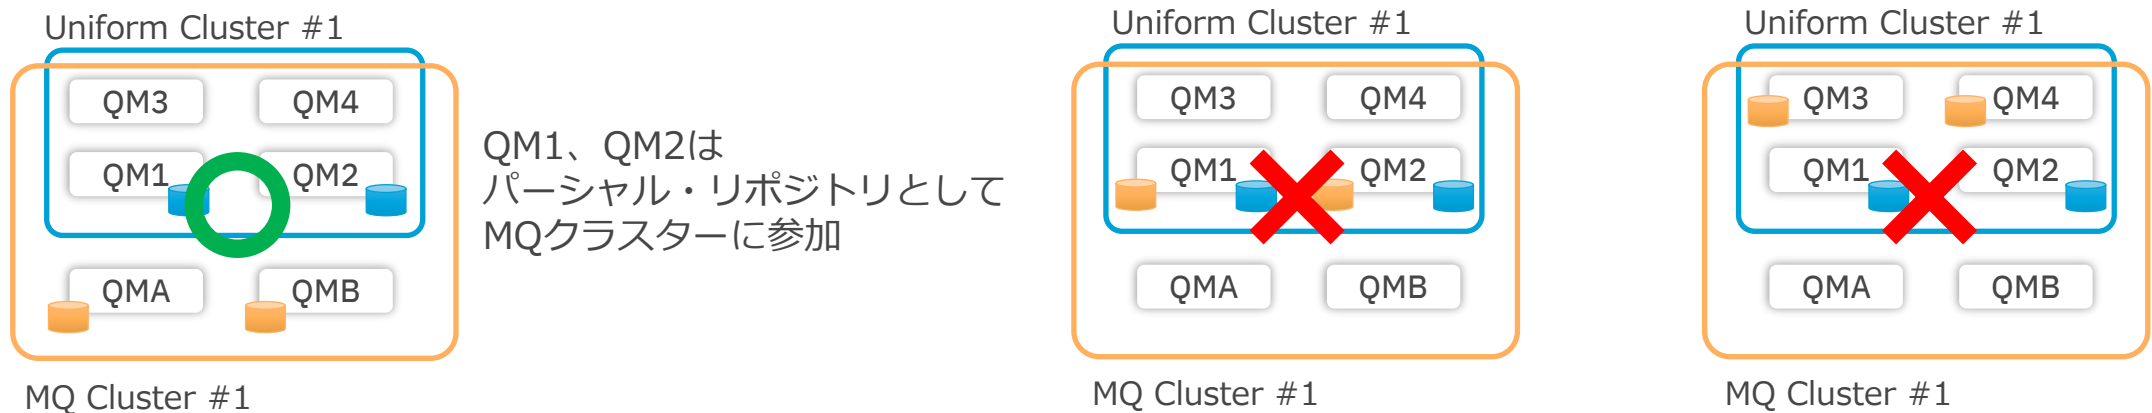 Uniform Cluster #1
QM3
QM4
QM1
QM2
QMA
QMB
MQ Cluster #1
QM1、QM2は
パーシャル・リポジトリとして
MQクラスターに参加
Uniform Cluster #1
QM3
QM4
QM1
QM2
QMA
QMB
MQ Cluster #1
Uniform Cluster #1
QM3
QM4
QM1
QM2
QMA
QMB
MQ Cluster #1